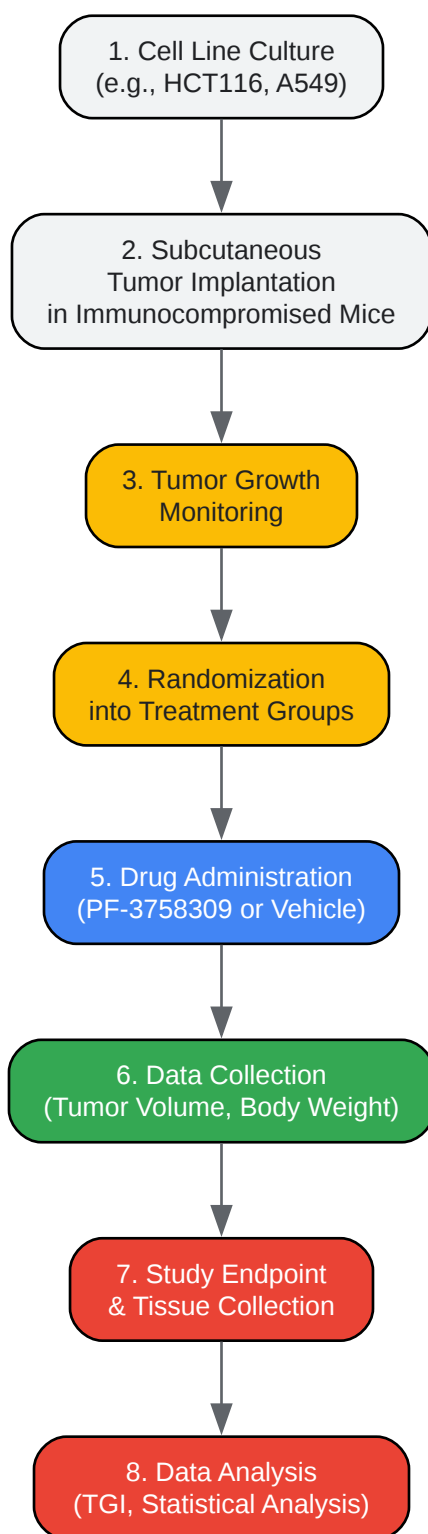 1. Cell Line Culture
(e.g., HCT116, A549)
2. Subcutaneous
Tumor Implantation
in Immunocompromised Mice
3. Tumor Growth
Monitoring
4. Randomization
into Treatment Groups
5. Drug Administration
(PF-3758309 or Vehicle)
6. Data Collection
(Tumor Volume, Body Weight)
7. Study Endpoint
& Tissue Collection
8. Data Analysis
(TGI, Statistical Analysis)